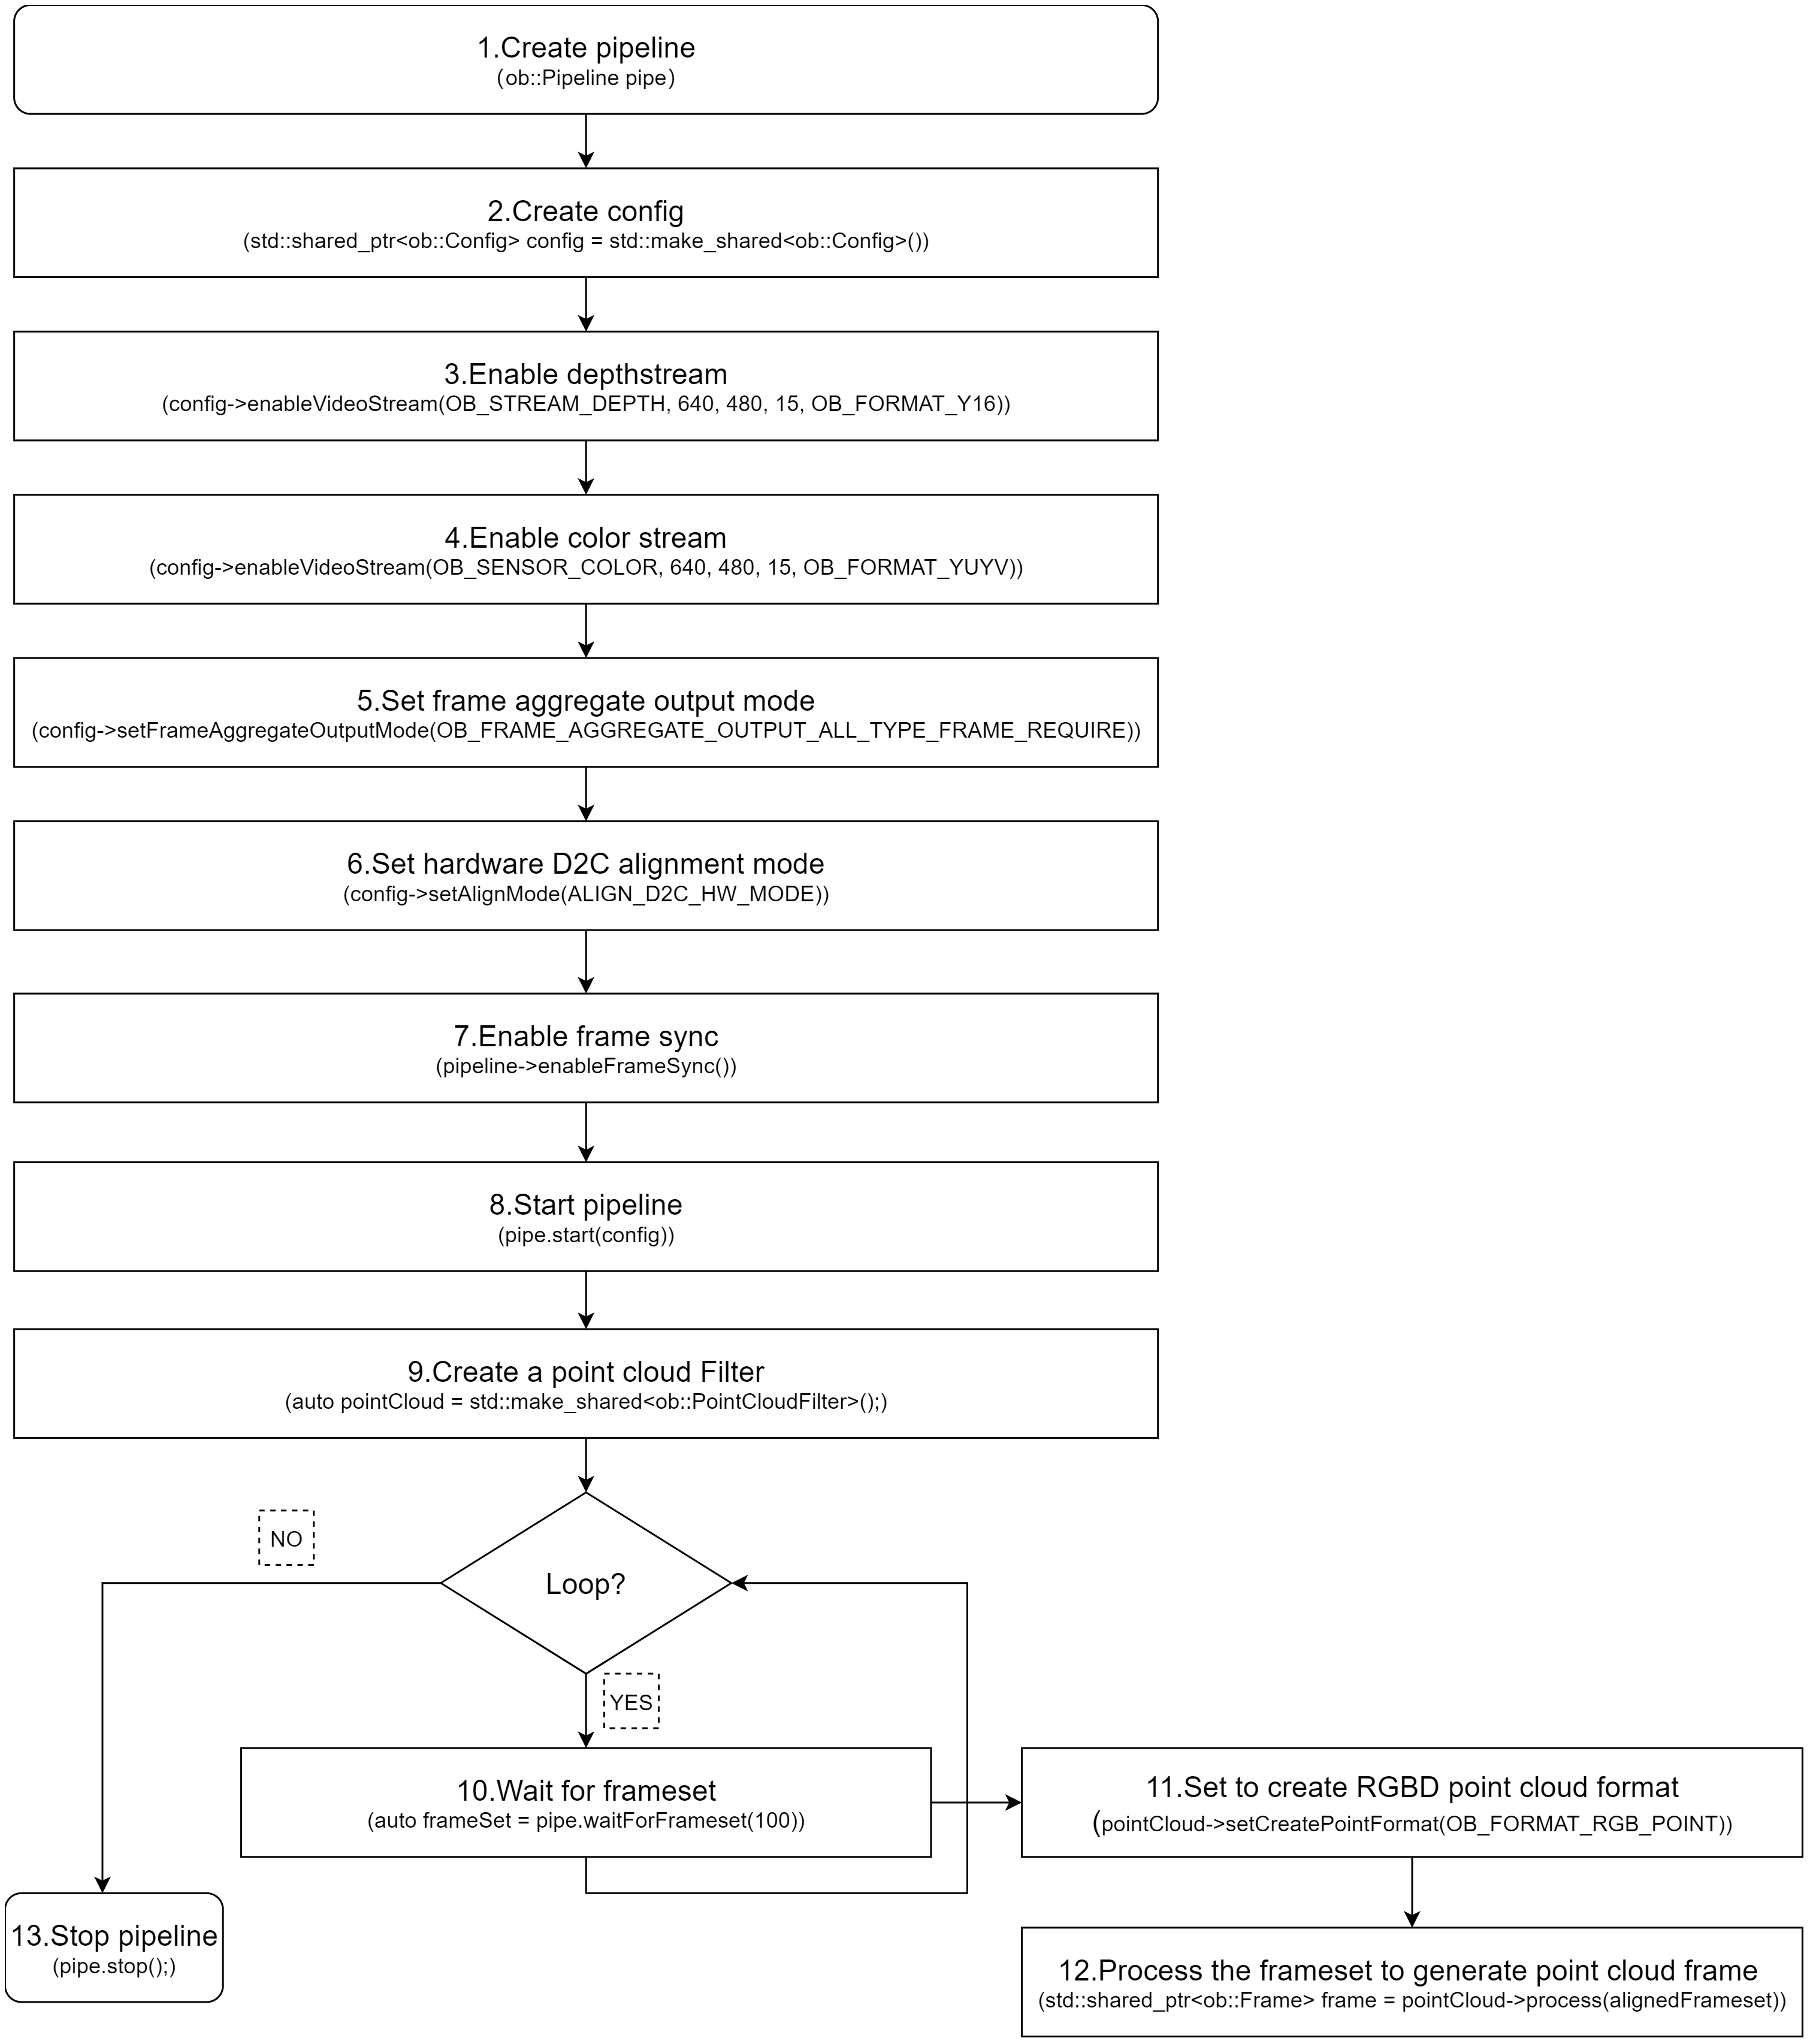 1.Create pipeline
(ob::Pipeline pipe)
2.Create config
(std::shared_ptr<ob::Config> config = std::make_shared<ob::Config>())
3.Enable depthstream
(config->enableVideoStream(OB_STREAM_DEPTH, 640, 480, 15, OB_FORMAT_Y16))
4.Enable color stream
(config->enableVideoStream(OB_SENSOR_COLOR, 640, 480, 15, OB_FORMAT_YUYV))
5.Set frame aggregate output mode
(config->setFrameAggregateOutputMode(OB_FRAME_AGGREGATE_OUTPUT_ALL_TYPE_FRAME_REQUIRE))
6.Set hardware D2C alignment mode
(config->setAlignMode(ALIGN_D2C_HW_MODE))
7.Enable frame sync
(pipeline->enableFrameSync())
8.Start pipeline
(pipe.start(config))
9.Create a point cloud Filter
(auto pointCloud = std::make_shared<ob::PointCloudFilter>();)
NO
Loop?
YES
10.Wait for frameset
(auto frameSet = pipe.waitForFrameset(100))
11.Set to create RGBD point cloud format
(pointCloud->setCreatePointFormat(OB_FORMAT_RGB_POINT))
13.Stop pipeline
(pipe.stop();)
12.Process the frameset to generate point cloud frame
(std::shared_ptr<ob::Frame> frame = pointCloud->process(alignedFrameset))